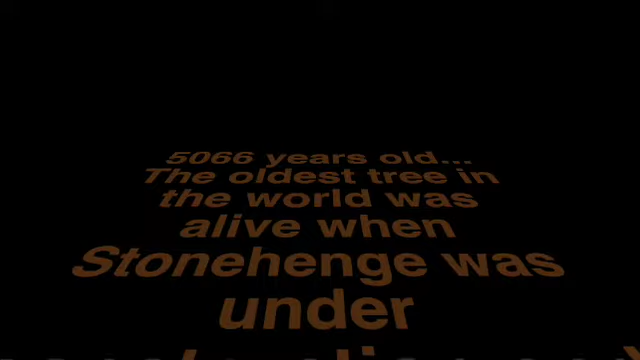 5066 years old...
The oldest tree in
the world was
alive when
Stonehenge was
under